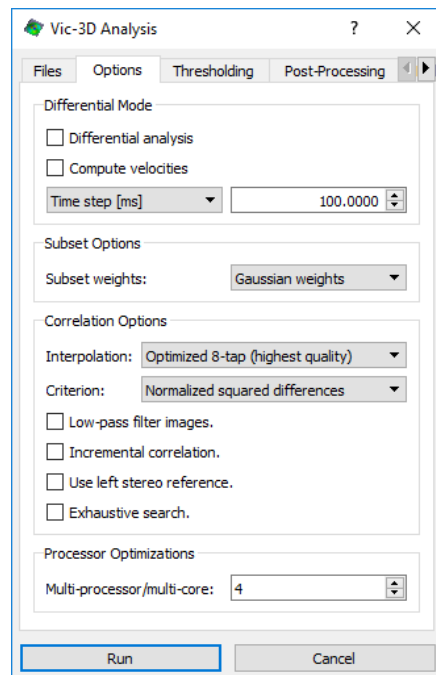 Vic-3D Analysis ?
Files Options Thresholding Post-Processing
Differential Mode
Differential analysis
Compute velocities
Time step [ms] 100.0000
Subset Options
Subset weights: Gaussian weights
Correlation Options
Interpolation: Optimized 8-tap (highest quality)
Criterion: Normalized squared differences
Low-pass filter images.
Incremental correlation.
Use left stereo reference.
Exhaustive search.
Processor Optimizations
Multi-processor/multi-core: 4
Run Cancel